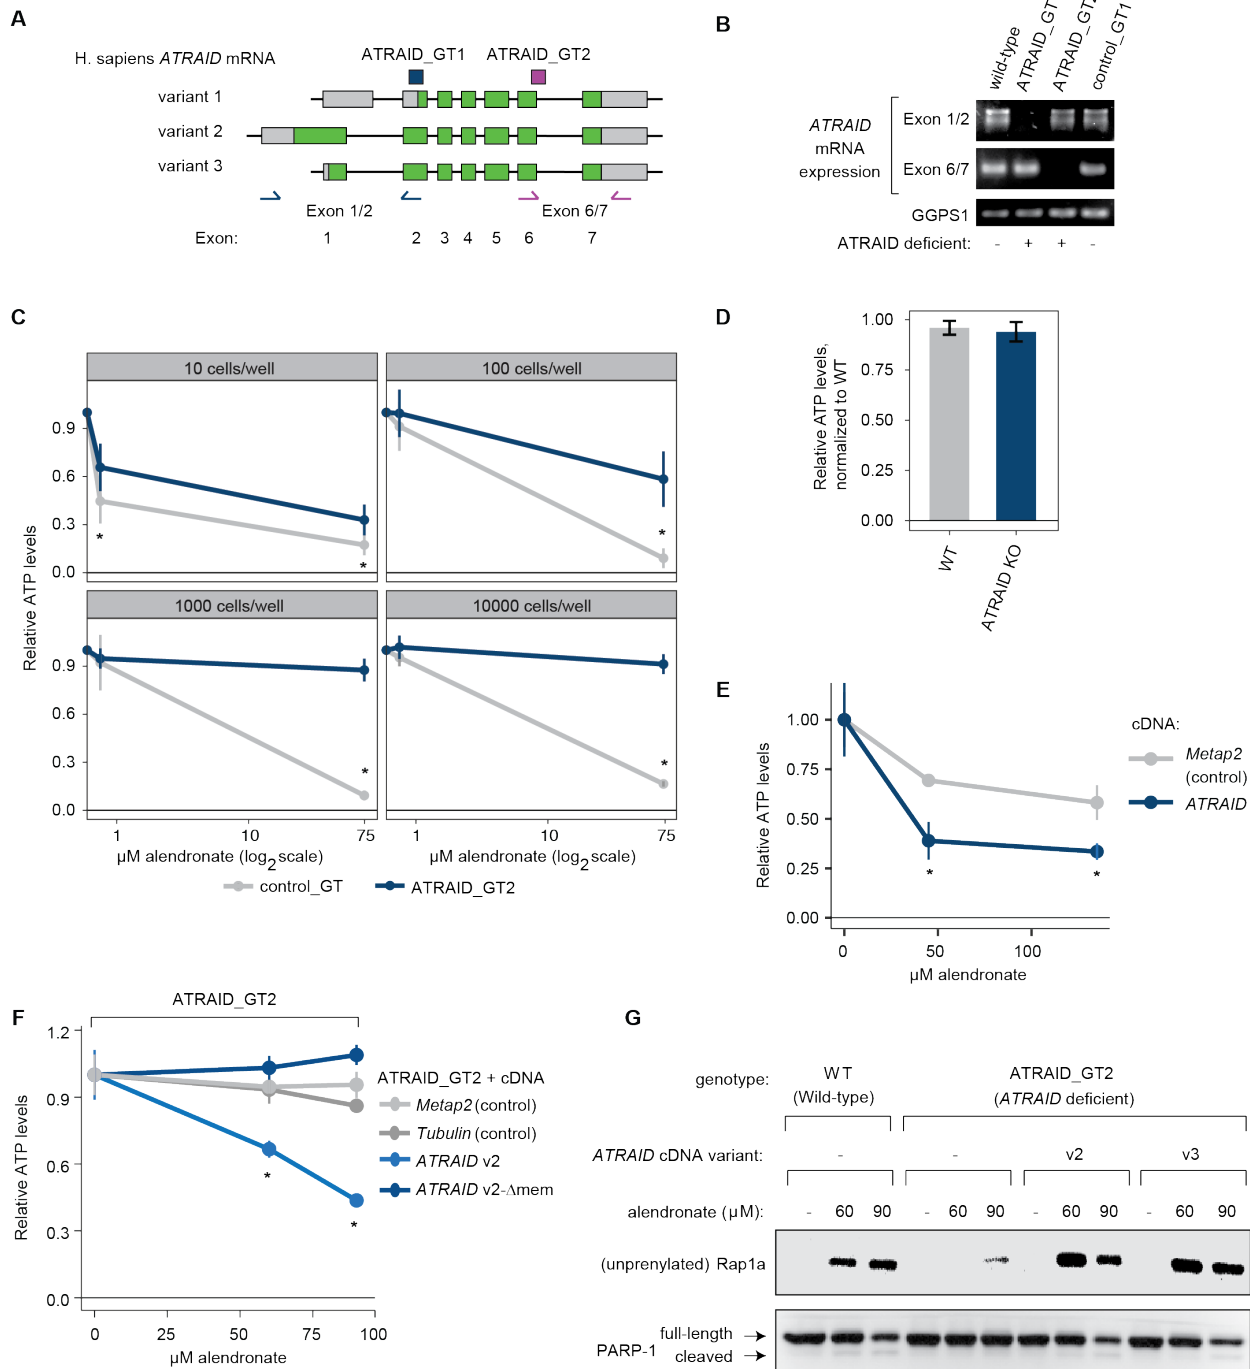 A
H. sapiens ATRAID mRNA
ATRAID_GT1
ATRAID_GT2
variant 1
variant 2
variant 3
Exon 1/2
Exon 6/7
Exon: 1 2 3 4 5 6 7
B
wild-type
ATRAID_GT
ATRAID_GT2
control_GT1
ATRAID
mRNA
expression
Exon 1/2
Exon 6/7
GGPS1
ATRAID deficient: - + + -
C
10 cells/well
100 cells/well
0.9
0.6
0.3
0.0
*
*
*
1000 cells/well
10000 cells/well
0.9
0.6
0.3
0.0
*
*
Relative ATP levels
1 10 75
1 10 75
µM alendronate (log2 scale)
µM alendronate (log2 scale)
control_GT
ATRAID_GT2
D
Relative ATP levels,
normalized to WT
1.00
0.75
0.50
0.25
0.00
WT
ATRAID KO
E
Relative ATP levels
1.00
0.75
0.50
0.25
0.00
*
*
0 50 100
µM alendronate
cDNA:
Metap2
(control)
ATRAID
F
ATRAID_GT2
Relative ATP levels
1.2
0.9
0.6
0.3
0.0
*
*
0 25 50 75 100
µM alendronate
ATRAID_GT2 + cDNA
Metap2 (control)
Tubulin (control)
ATRAID v2
ATRAID v2-Δmem
G
genotype:
WT
(Wild-type)
ATRAID_GT2
(ATRAID deficient)
ATRAID cDNA variant: - - v2 v3
alendronate (µM): - 60 90 - 60 90 - 60 90 - 60 90
(unprenylated) Rap1a
PARP-1
full-length
cleaved